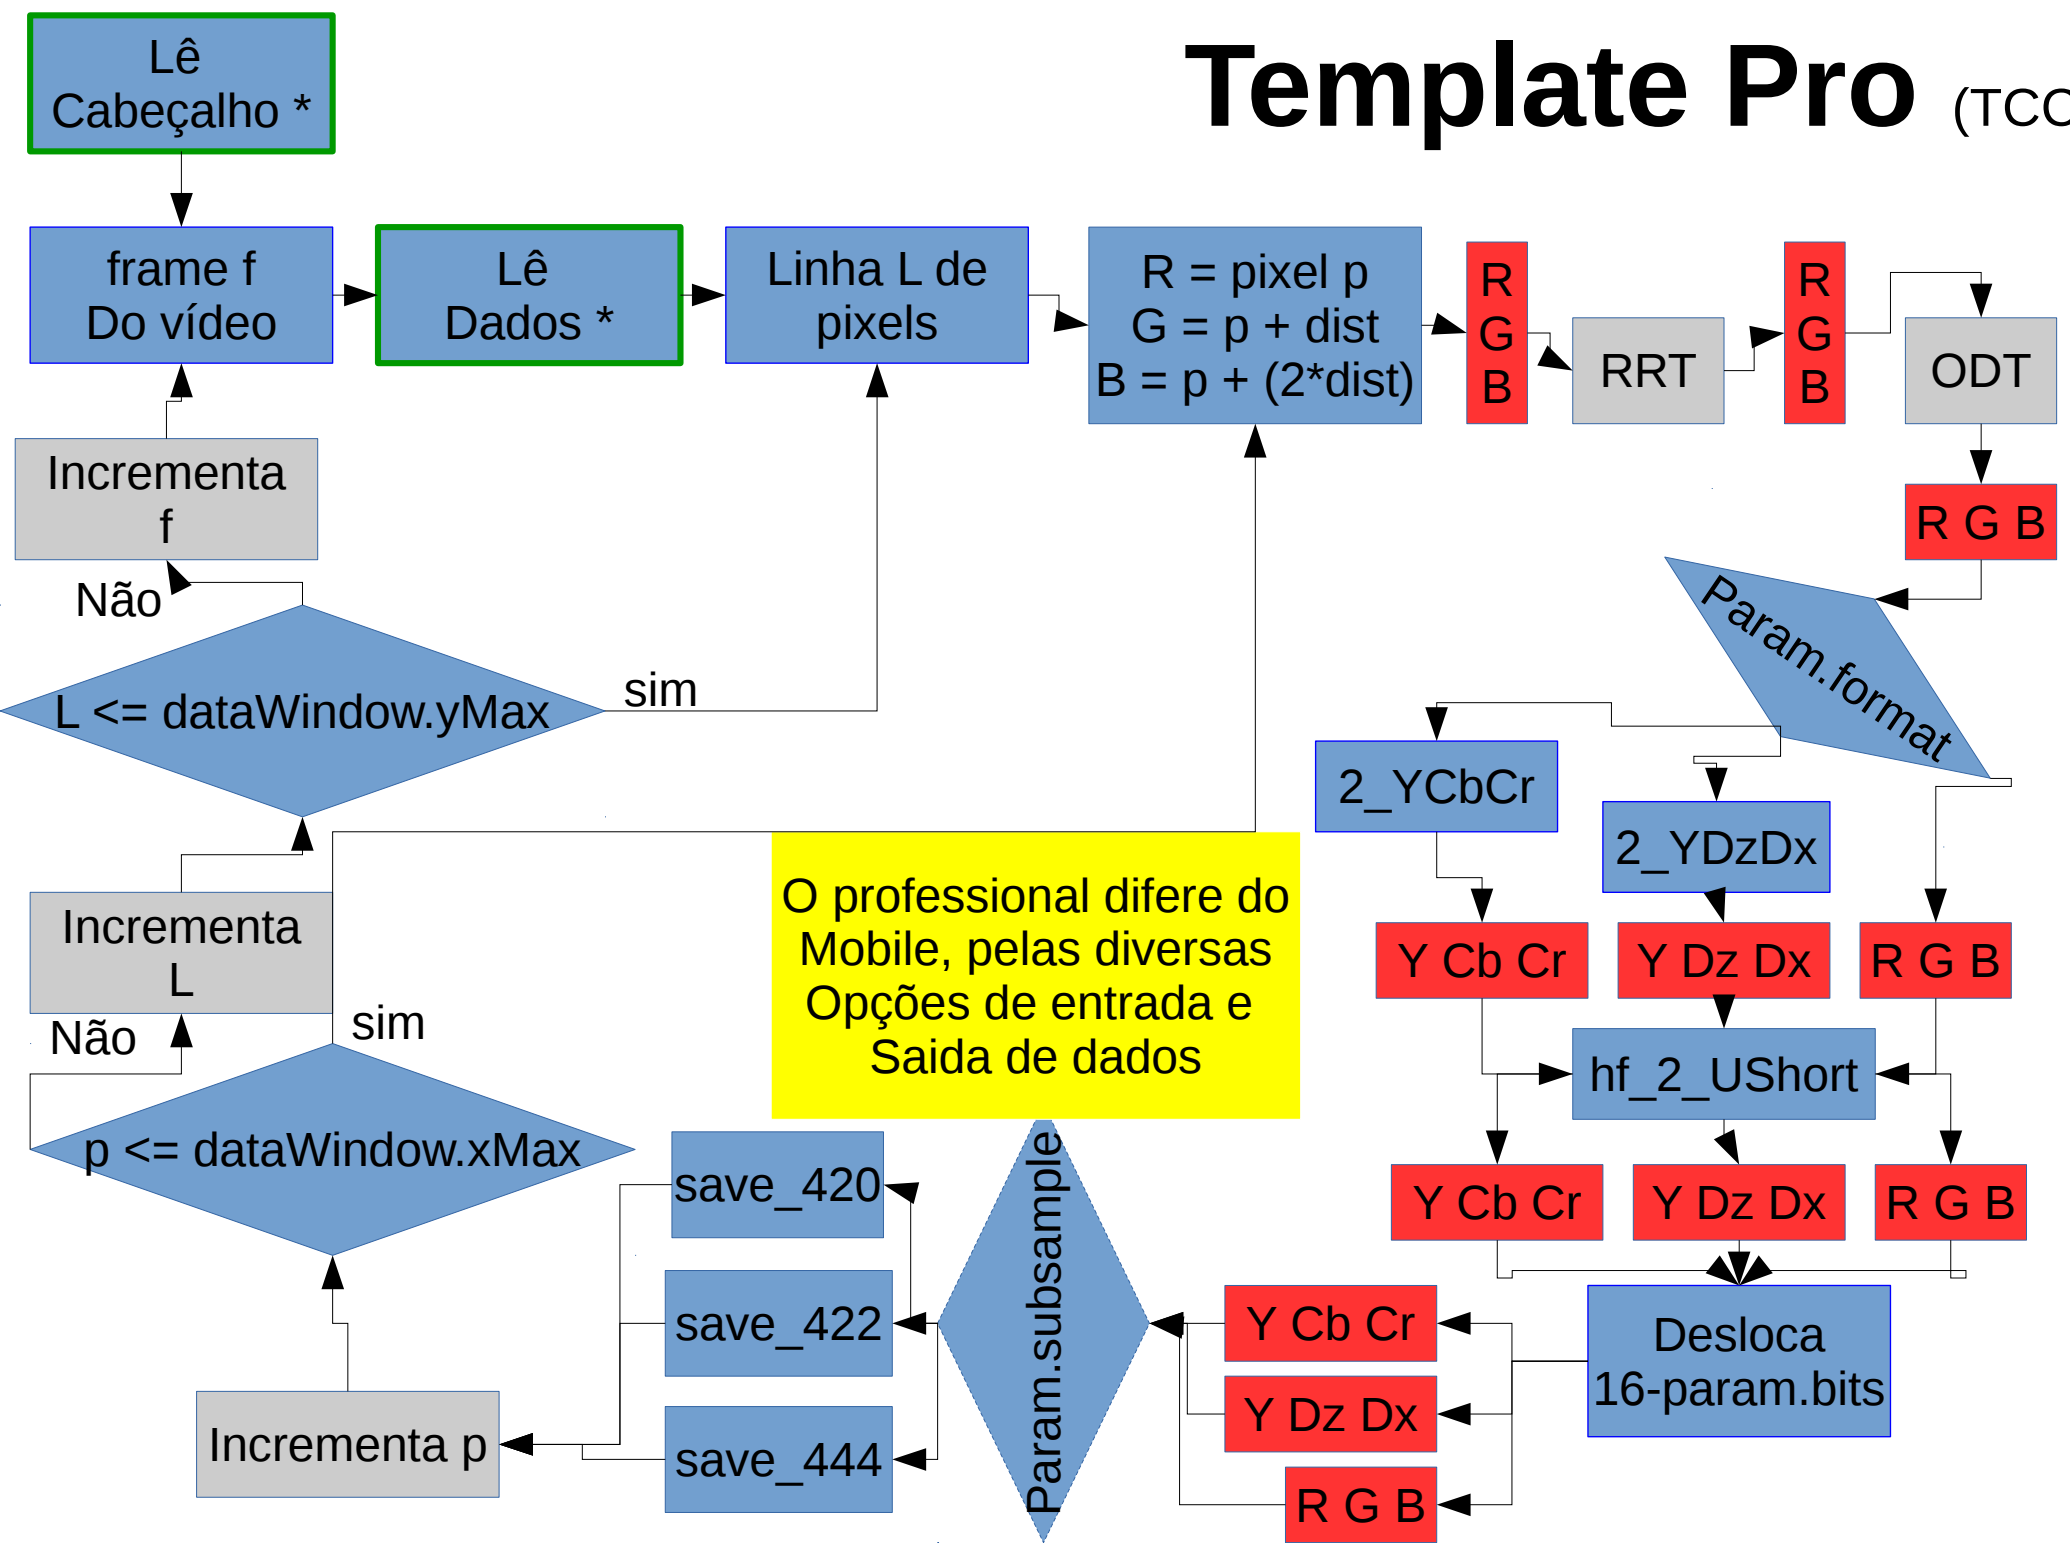 Template Pro (TCC
Lê
Cabeçalho *
frame f
Do vídeo
Lê
Dados *
Linha L de
pixels
R = pixel p
G = p + dist
B = p + (2*dist)
R
G
B
RRT
R
G
B
ODT
R G B
Incrementa
f
Não
L <= dataWindow.yMax
sim
Param.format
2_YCbCr
2_YDzDx
Y Cb Cr
Y Dz Dx
R G B
Incrementa
L
Não
sim
p <= dataWindow.xMax
O professional difere do
Mobile, pelas diversas
Opções de entrada e
Saida de dados
hf_2_UShort
Y Cb Cr
Y Dz Dx
R G B
Desloca
16-param.bits
Y Cb Cr
Y Dz Dx
R G B
Param.subsample
save_420
save_422
save_444
Incrementa p